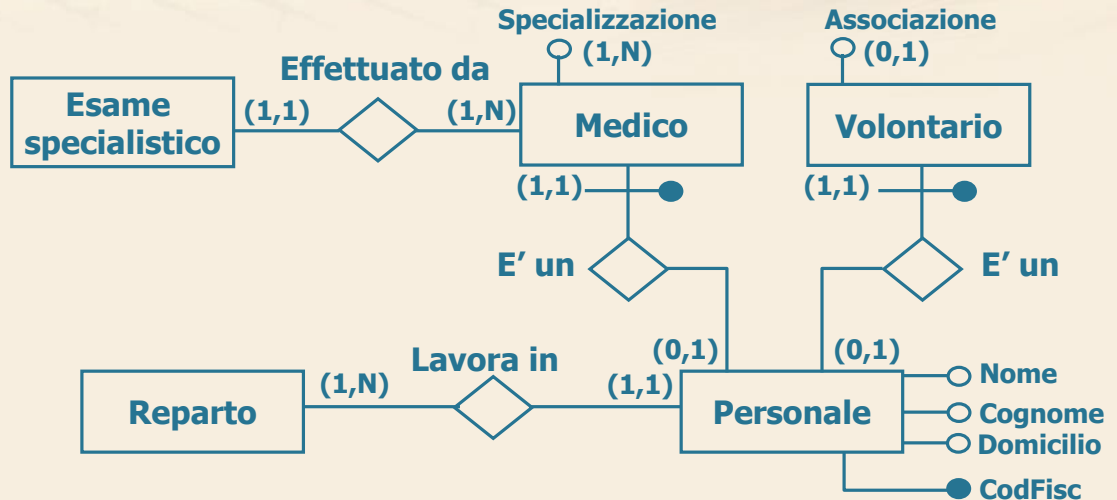 Specializzazione
(1,N)
Associazione
(0,1)
Effettuato da
Esame
specialistico
(1,1)
(1,N)
Medico
Volontario
(1,1)
(1,1)
E’ un
E’ un
(0,1)
(0,1)
Lavora in
(1,N)
(1,1)
Reparto
Personale
Nome
Cognome
Domicilio
CodFisc